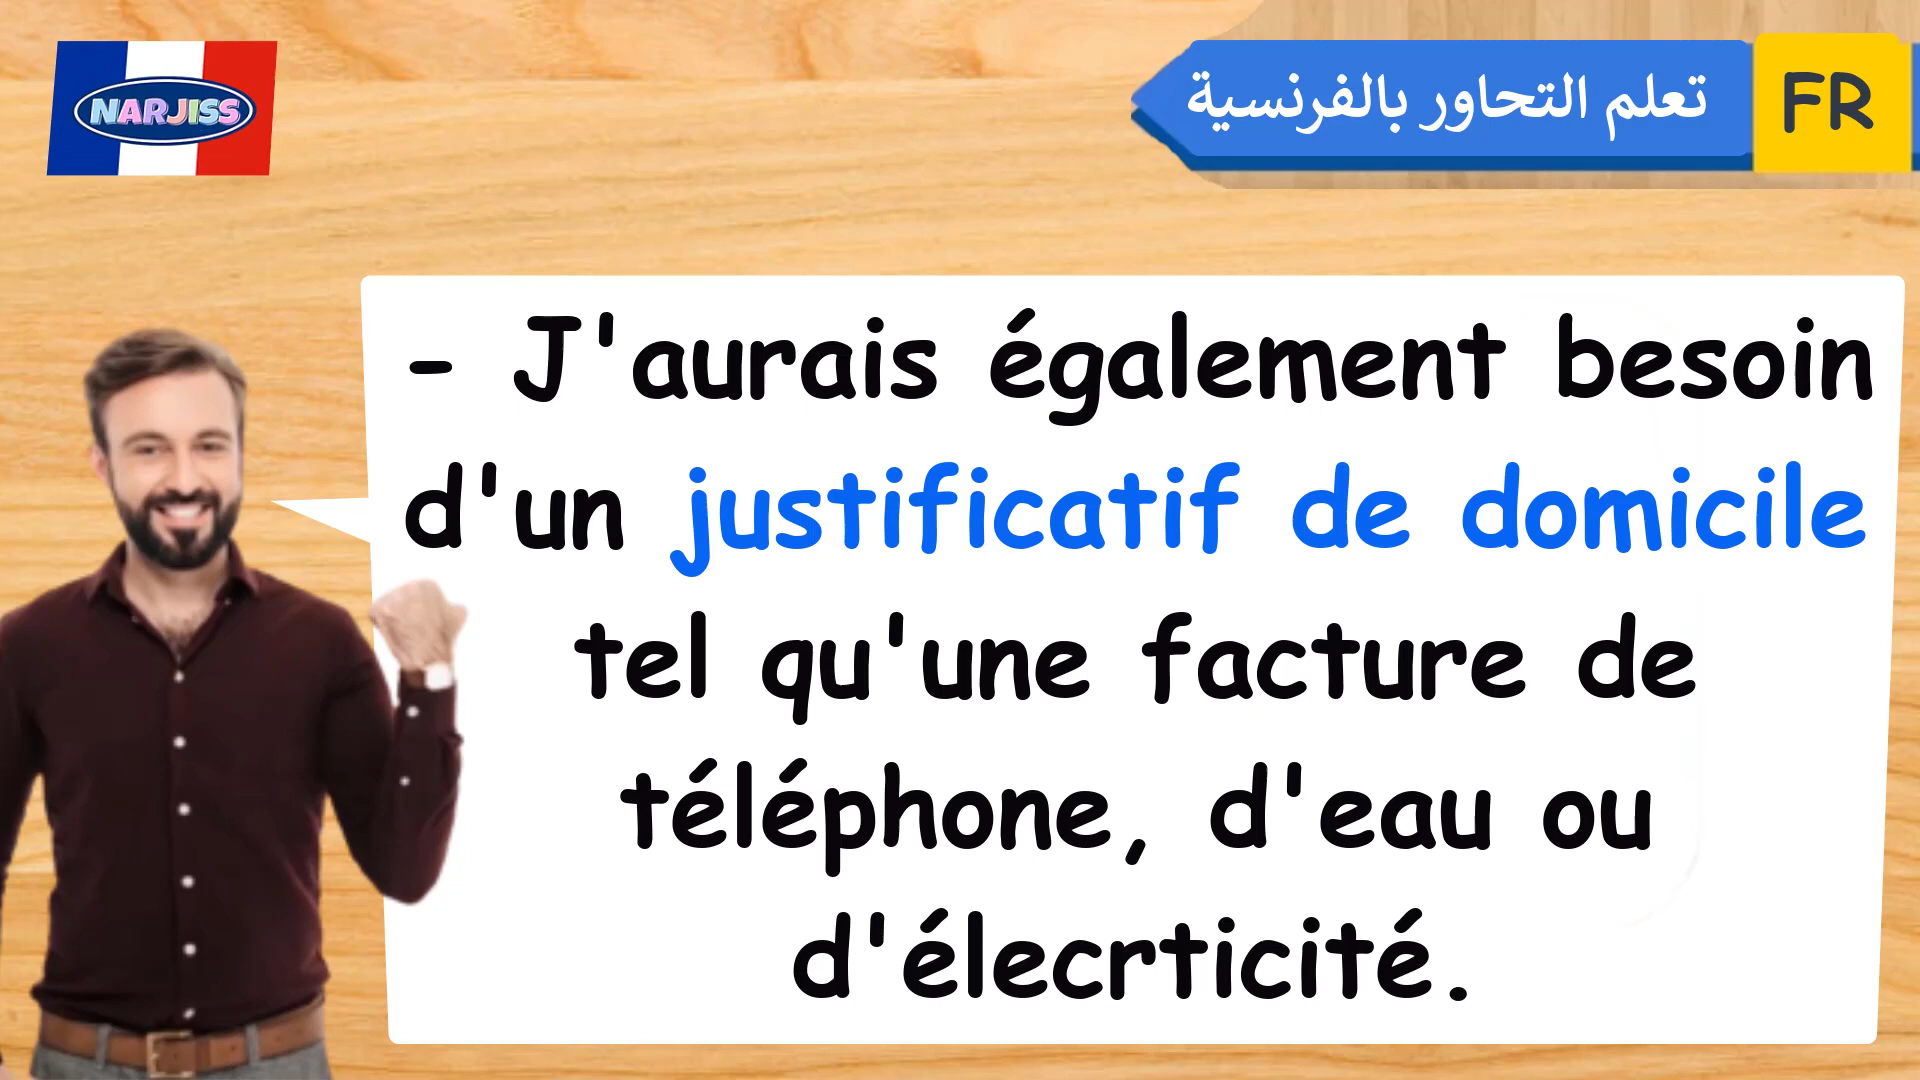 NARJISS
تعلم التحاور بالفرنسية
FR
- J'aurais également besoin
d'un justificatif de domicile
tel qu'une facture de
téléphone, d'eau ou
d'élecrticité.